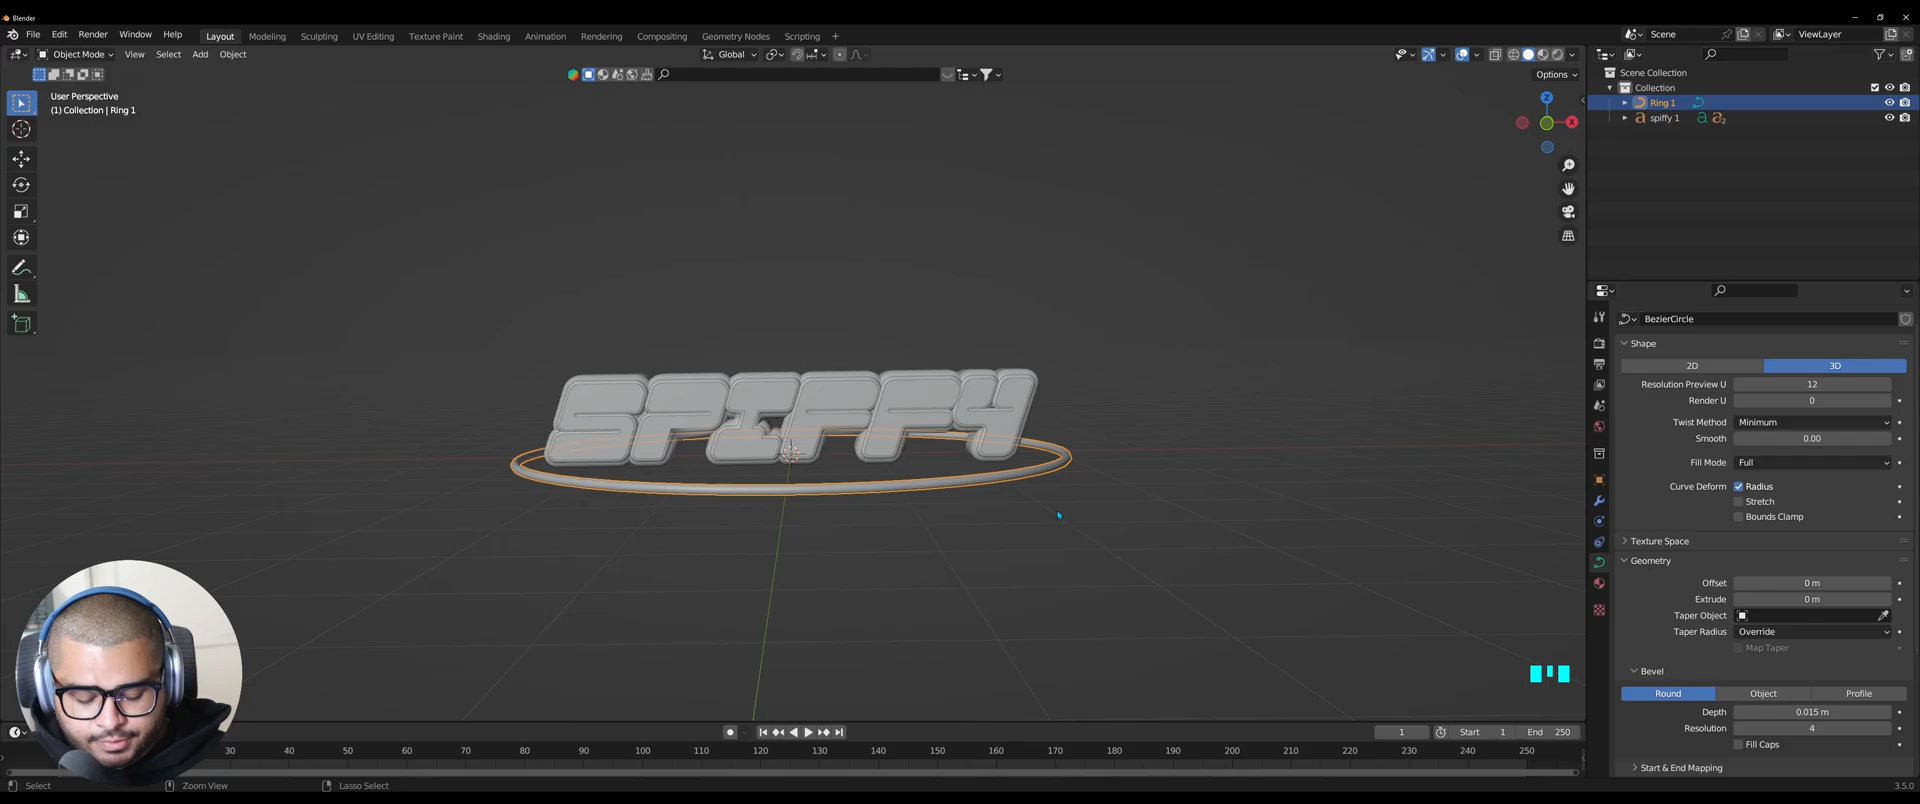 Blender
File Edit Render Window Help Layout Modeling Sculpting UV Editing Texture Paint Shading Animation Rendering Compositing Geometry Nodes Scripting + Scene ViewLayer
Object Mode View Select Add Object Global
Options
User Perspective
(1) Collection | Ring 1
Z
X
Scene Collection
Collection
Ring 1
spiffy 1
SPIFFY
BezierCircle
Shape
2D 3D
Resolution Preview U 12
Render U 0
Twist Method Minimum
Smooth 0.00
Fill Mode Full
Curve Deform Radius
Stretch
Bounds Clamp
Texture Space
Geometry
Offset 0 m
Extrude 0 m
Taper Object
Taper Radius Override
Map Taper
Bevel
Round Object Profile
Depth 0.015 m
Resolution 4
Fill Caps
Start & End Mapping
1 Start 1 End 250
30 40 50 60 70 80 90 100 110 120 130 140 150 160 170 180 190 200 210 220 230 240 250
Select Zoom View Lasso Select 3.5.0